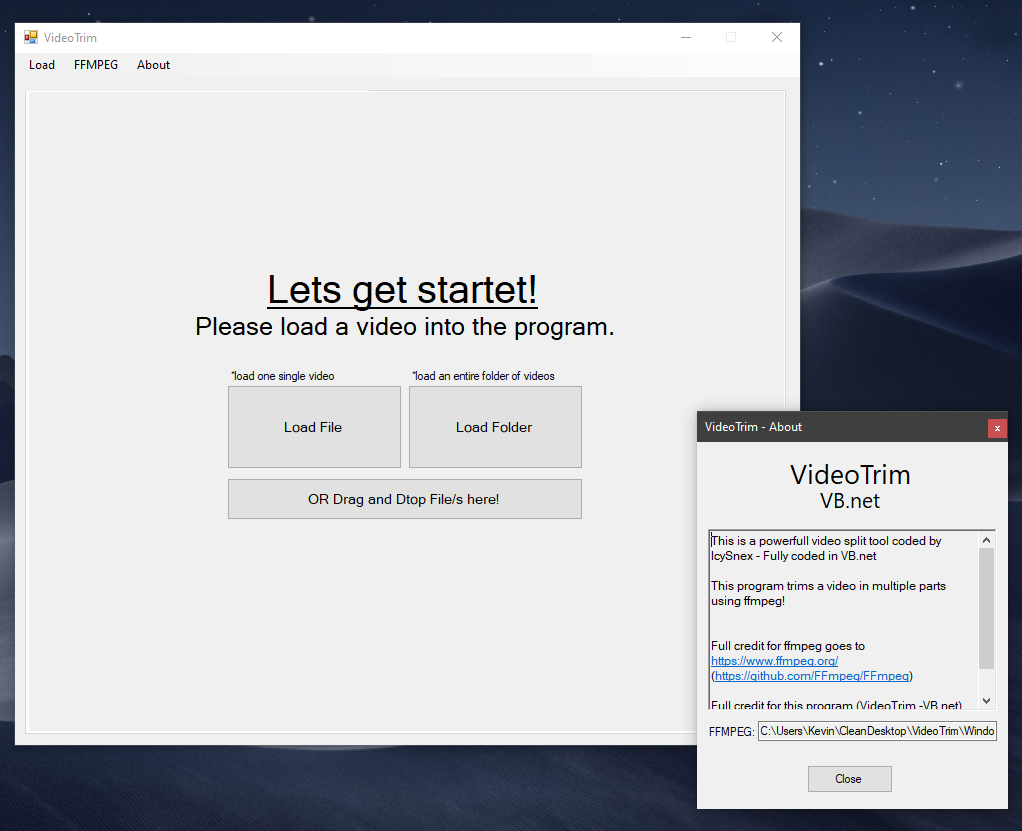 VideoTrim
Load FFMPEG About
Lets get startet!
Please load a video into the program.
*load one single video *load an entire folder of videos
Load File Load Folder
OR Drag and Dtop File/s here!
VideoTrim - About
x
VideoTrim
VB.net
This is a powerfull video split tool coded by
IcySnex - Fully coded in VB.net
This program trims a video in multiple parts
using ffmpeg!
Full credit for ffmpeg goes to
https://www.ffmpeg.org/
(https://github.com/FFmpeg/FFmpeg)
Full credit for this program (VideoTrim -VB.net)
FFMPEG: C:\Users\Kevin\CleanDesktop\VideoTrim\Windo
Close